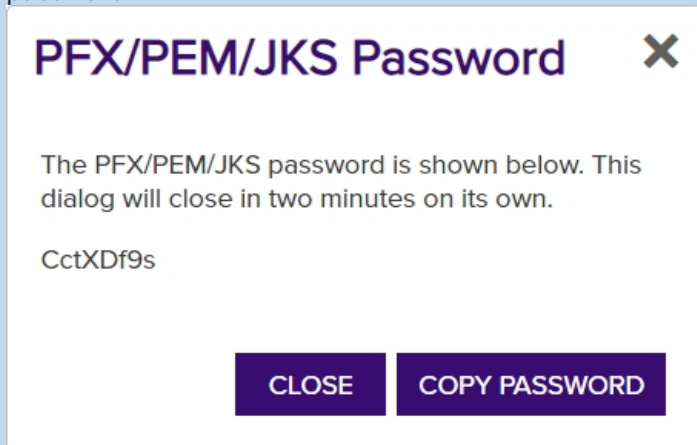 PFX/PEM/JKS Password
The PFX/PEM/JKS password is shown below. This
dialog will close in two minutes on its own.
CctXDf9s
CLOSE
COPY PASSWORD